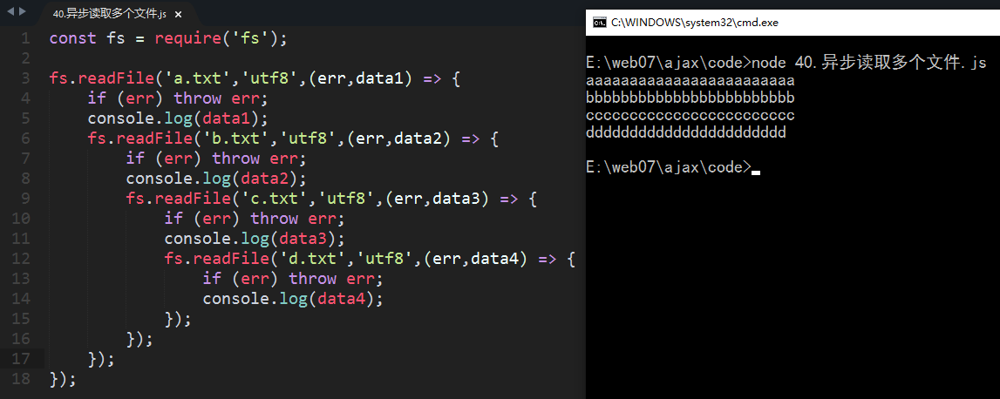 40.异步读取多个文件.js ×
1 const fs = require('fs');
2
3 fs.readFile('a.txt','utf8',(err,data1) => {
4 if (err) throw err;
5 console.log(data1);
6 fs.readFile('b.txt','utf8',(err,data2) => {
7 if (err) throw err;
8 console.log(data2);
9 fs.readFile('c.txt','utf8',(err,data3) => {
10 if (err) throw err;
11 console.log(data3);
12 fs.readFile('d.txt','utf8',(err,data4) => {
13 if (err) throw err;
14 console.log(data4);
15 });
16 });
17 });
18 });
C:\WINDOWS\system32\cmd.exe
E:\web07\ajax\code>node 40.异步读取多个文件.js
aaaaaaaaaaaaaaaaaaaaaaaa
bbbbbbbbbbbbbbbbbbbbbbbb
cccccccccccccccccccccccc
ddddddddddddddddddddddd
E:\web07\ajax\code>